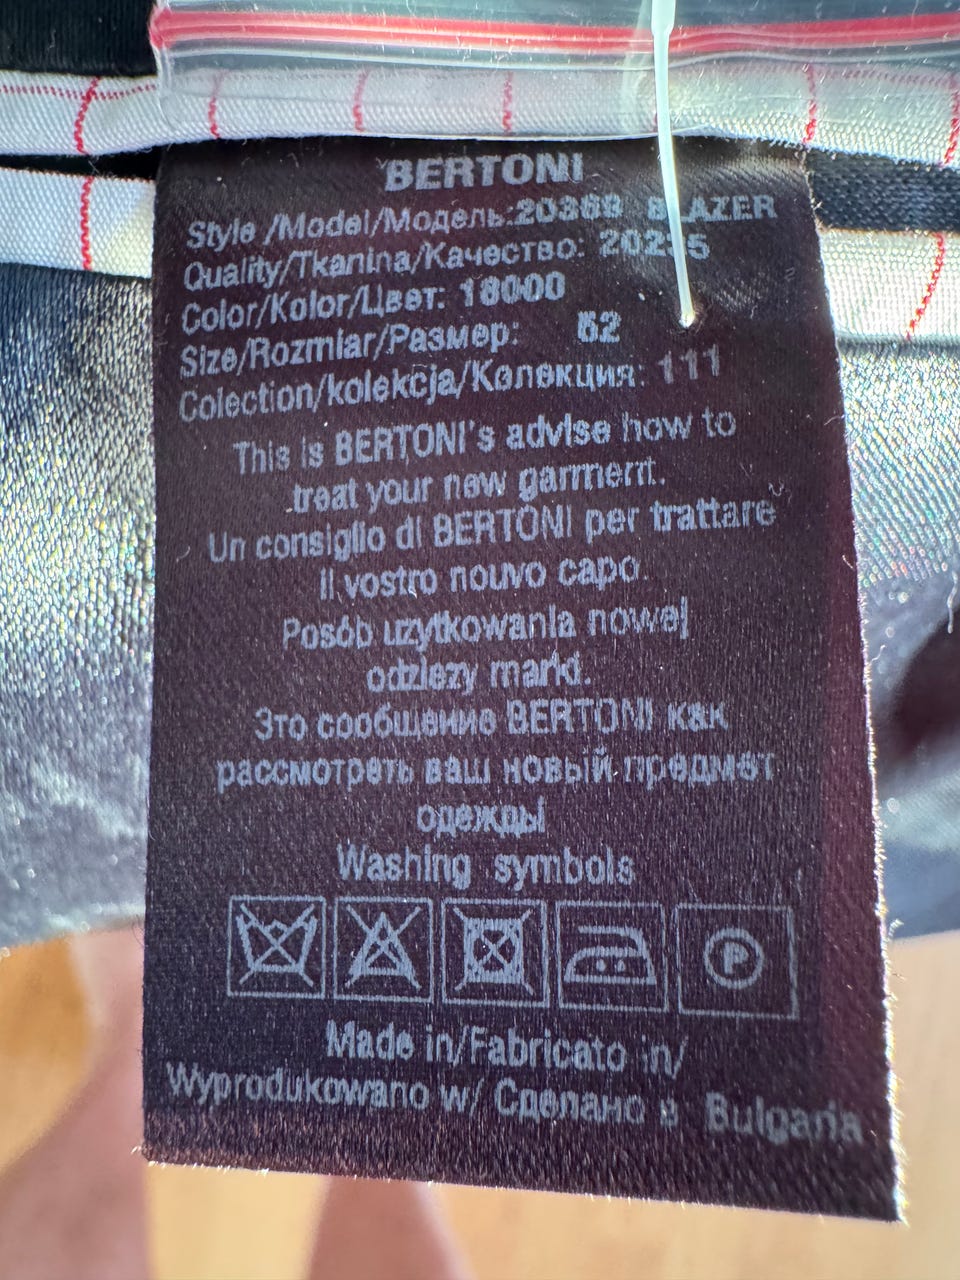 BERTONI
Style /Model/Модель:20369 BLAZER
Quality/Tkanina/Качество: 20235
Color/Kolor/Цвет: 18000
Size/Rozmiar/Размер: 52
Colection/kolekcja/Колекция: 111
This is BERTONI's advise how to
treat your new garment.
Un consiglio di BERTONI per trattare
il vostro nouvo capo.
Posób uzytkowania nowej
odziezy marki.
Это сообщение BERTONI как
рассмотреть ваш новый предмет
одежды
Washing symbols
P
Made in/Fabricato in/
Wyprodukowano w/ Сделано в Bulgaria